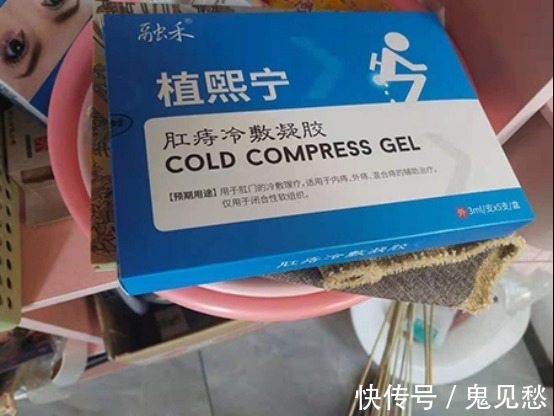 融禾
植熙宁
肛痔冷敷凝胶
COLD COMPRESS GEL
【预期用途】用于肛门的冷敷理疗,适用于内痔、外痔、混合痔的辅助治疗。
仅用于闭合性软组织。
外 3ml/支x5支/盒
肛痔冷敷凝胶
快传号 / 鬼见愁